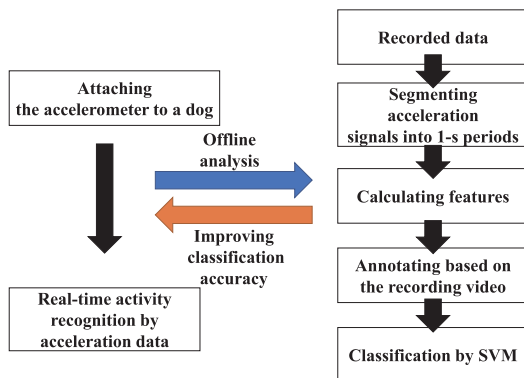 Attaching
the accelerometer to a dog
Offline
analysis
Improving
classification
accuracy
Real-time activity
recognition by
acceleration data
Recorded data
Segmenting
acceleration
signals into 1-s periods
Calculating features
Annotating based on
the recording video
Classification by SVM